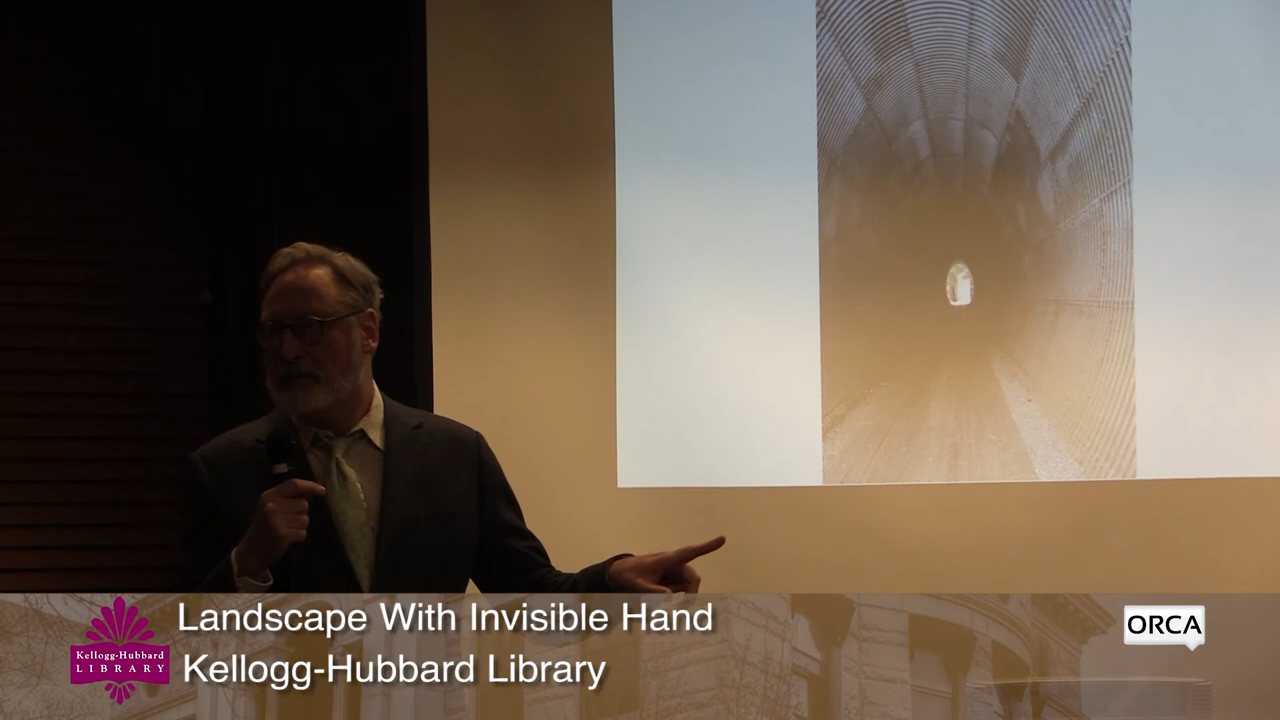 Landscape With Invisible Hand
Kellogg-Hubbard
LIBRARY
Kellogg-Hubbard Library
ORCA